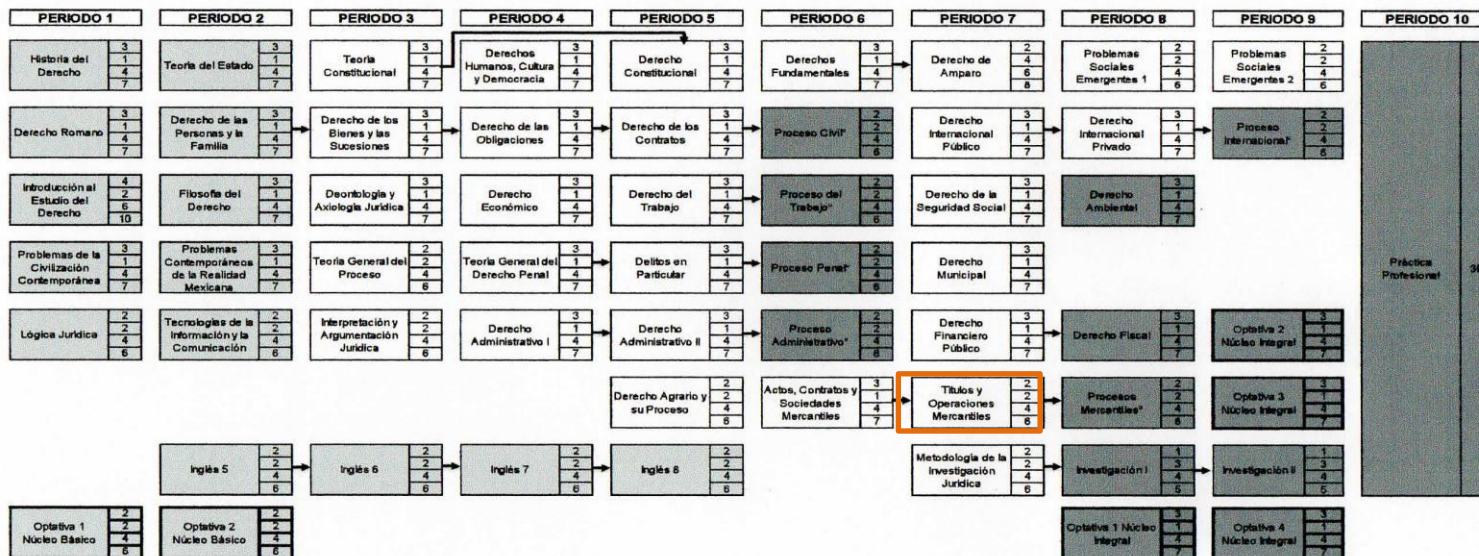 PERIODO 1
PERIODO 2
PERIODO 3
PERIODO 4
PERIODO 5
PERIODO 6
PERIODO 7
PERIODO 8
PERIODO 9
PERIODO 10
Historia del
Derecho
3
1
4
7
Teoría del Estado
3
1
4
7
Teoría
Constitucional
3
1
4
7
Derechos
Humanos, Cultura
y Democracia
3
1
4
7
Derecho
Constitucional
3
1
4
7
Derechos
Fundamentales
3
1
4
7
Derecho de
Amparo
2
4
6
8
Problemas
Sociales
Emergentes 1
2
2
4
6
Problemas
Sociales
Emergentes 2
2
2
4
6
Derecho Romano
3
1
4
7
Derecho de las
Personas y la
Familia
3
1
4
7
Derecho de los
Bienes y las
Sucesiones
3
1
4
7
Derecho de las
Obligaciones
3
1
4
7
Derecho de los
Contratos
3
1
4
7
Proceso Civil*
2
2
4
6
Derecho
Internacional
Público
3
1
4
7
Derecho
Internacional
Privado
3
1
4
7
Proceso
Internacional*
2
2
4
6
Introducción al
Estudio del
Derecho
4
2
6
10
Filosofía del
Derecho
3
1
4
7
Deontología y
Axiología Jurídica
3
1
4
7
Derecho
Económico
3
1
4
7
Derecho del
Trabajo
3
1
4
7
Proceso del
Trabajo*
2
2
4
6
Derecho de la
Seguridad Social
3
1
4
7
Derecho
Ambiental
3
1
4
7
Problemas de la
Civilización
Contemporánea
3
1
4
7
Problemas
Contemporáneos
de la Realidad
Mexicana
3
1
4
7
Teoría General del
Proceso
2
2
4
6
Teoría General del
Derecho Penal
3
1
4
7
Delitos en
Particular
3
1
4
7
Proceso Penal*
2
2
4
6
Derecho
Municipal
3
1
4
7
Práctica
Profesional
Lógica Jurídica
2
2
4
6
Tecnologías de la
Información y la
Comunicación
2
2
4
6
Interpretación y
Argumentación
Jurídica
2
2
4
6
Derecho
Administrativo I
3
1
4
7
Derecho
Administrativo II
3
1
4
7
Proceso
Administrativo*
2
2
4
6
Derecho
Financiero
Público
3
1
4
7
Derecho Fiscal
3
1
4
7
Optativa 2
Núcleo Integral
3
1
4
7
Derecho Agrario y
su Proceso
2
2
4
6
Actos, Contratos y
Sociedades
Mercantiles
3
1
4
7
Títulos y
Operaciones
Mercantiles
2
2
4
6
Procesos
Mercantiles*
2
2
4
6
Optativa 3
Núcleo Integral
3
1
4
7
Inglés 5
2
2
4
6
Inglés 6
2
2
4
6
Inglés 7
2
2
4
6
Inglés 8
2
2
4
6
Metodología de la
Investigación
Jurídica
2
2
4
6
Investigación I
1
3
4
5
Investigación II
1
3
4
5
Optativa 1
Núcleo Básico
2
2
4
6
Optativa 2
Núcleo Básico
2
2
4
6
Optativa 1 Núcleo
Integral
3
1
4
7
Optativa 4
Núcleo Integral
3
1
4
7